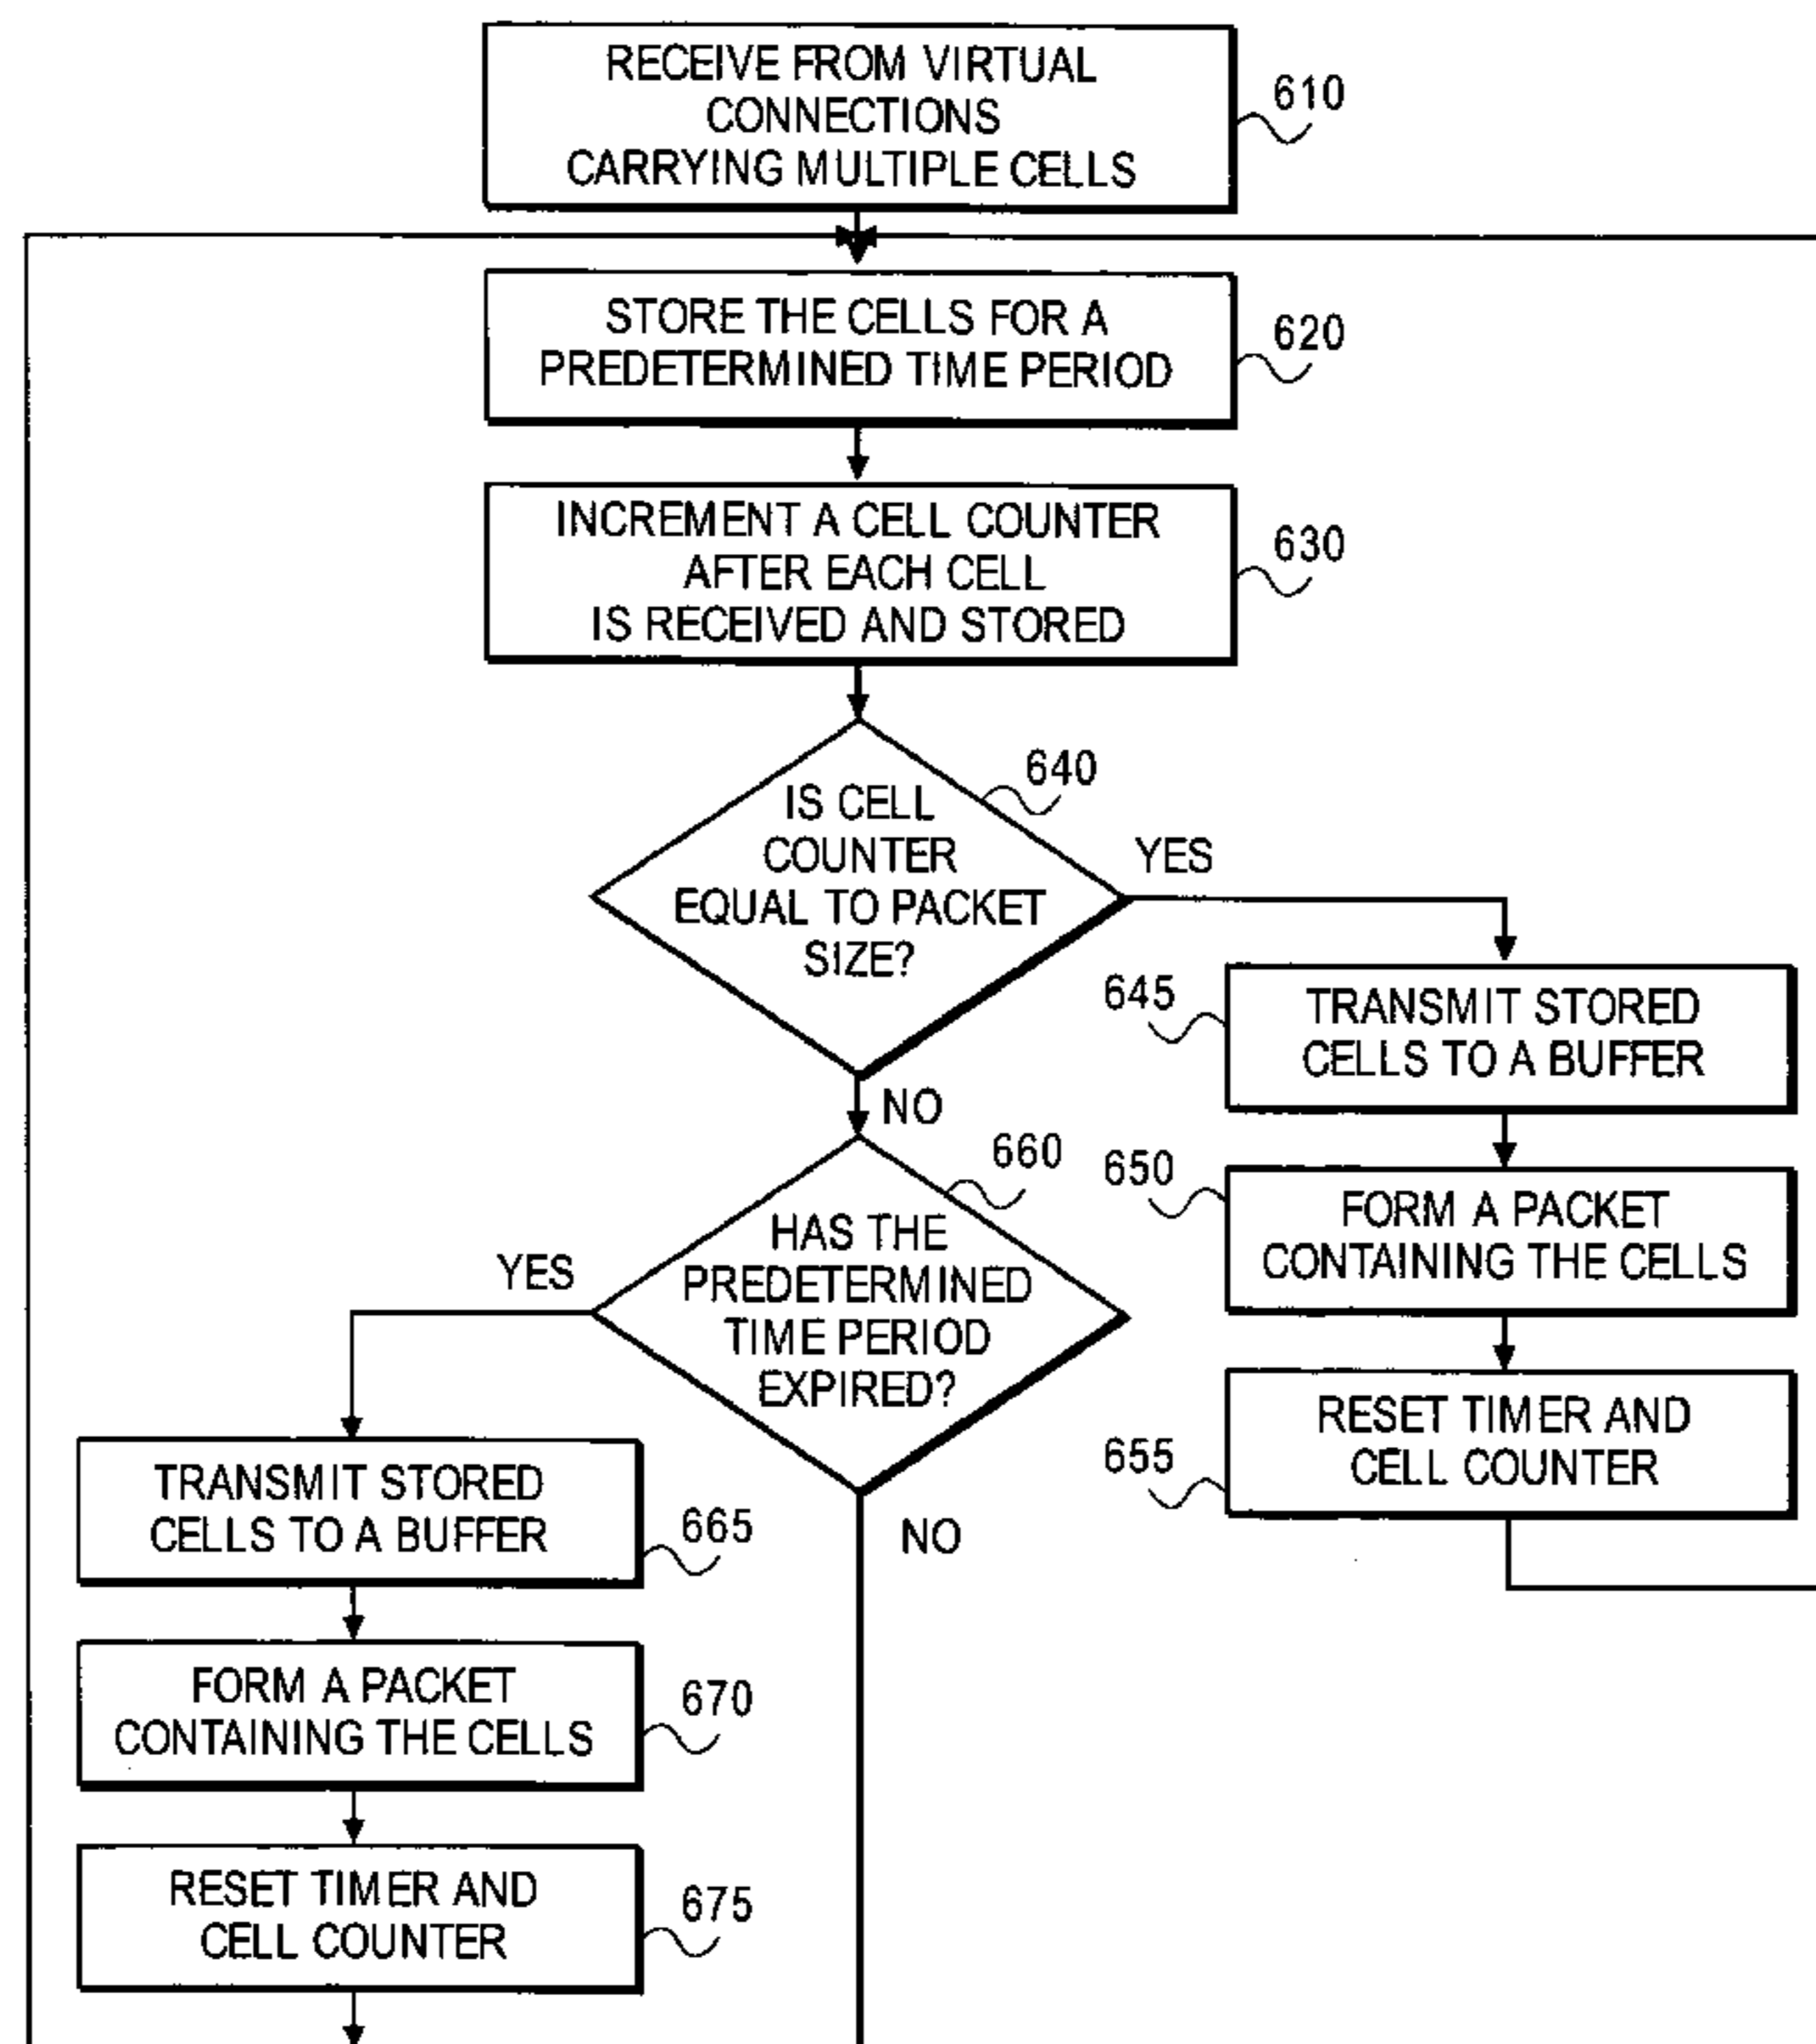 RECEIVE FROM VIRTUAL
CONNECTIONS
CARRYING MULTIPLE CELLS
610
STORE THE CELLS FOR A
PREDETERMINED TIME PERIOD
620
INCREMENT A CELL COUNTER
AFTER EACH CELL
IS RECEIVED AND STORED
630
IS CELL
COUNTER
EQUAL TO PACKET
SIZE?
640
YES
NO
645
TRANSMIT STORED
CELLS TO A BUFFER
650
FORM A PACKET
CONTAINING THE CELLS
655
RESET TIMER AND
CELL COUNTER
HAS THE
PREDETERMINED
TIME PERIOD
EXPIRED?
660
YES
NO
TRANSMIT STORED
CELLS TO A BUFFER
665
FORM A PACKET
CONTAINING THE CELLS
670
RESET TIMER AND
CELL COUNTER
675